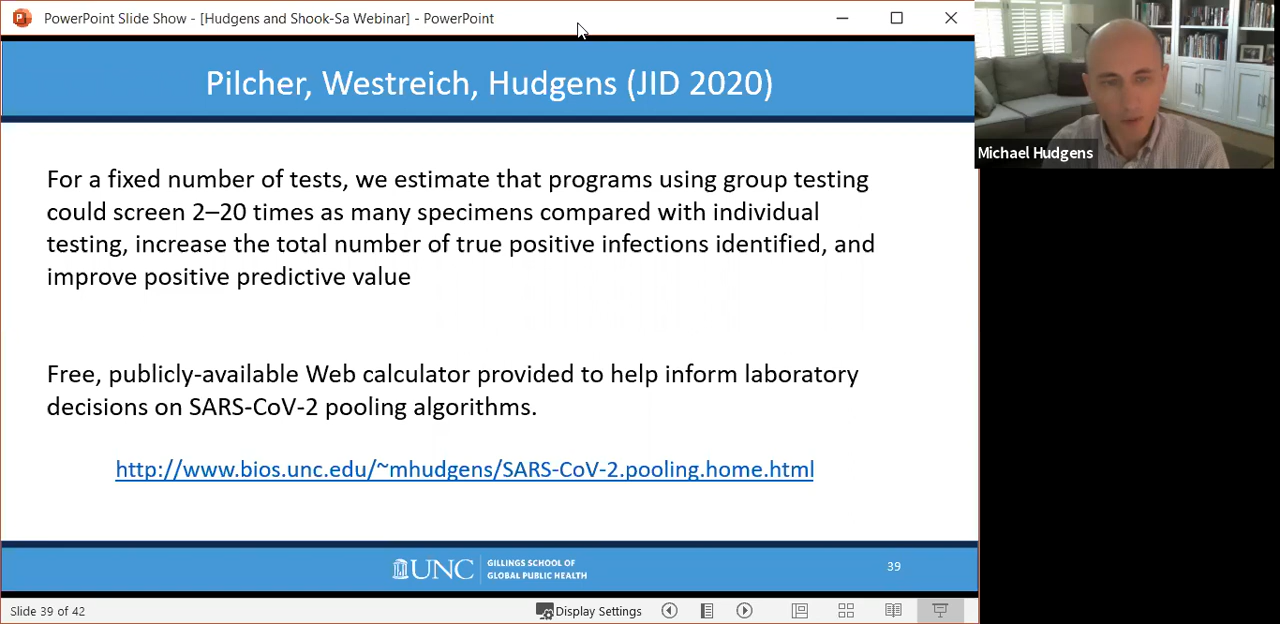 PowerPoint Slide Show - [Hudgens and Shook-Sa Webinar] - PowerPoint
Pilcher, Westreich, Hudgens (JID 2020)
Michael Hudgens
For a fixed number of tests, we estimate that programs using group testing
could screen 2–20 times as many specimens compared with individual
testing, increase the total number of true positive infections identified, and
improve positive predictive value
Free, publicly-available Web calculator provided to help inform laboratory
decisions on SARS-CoV-2 pooling algorithms.
http://www.bios.unc.edu/~mhudgens/SARS-CoV-2.pooling.home.html
UNC
GILLINGS SCHOOL OF
GLOBAL PUBLIC HEALTH
39
Slide 39 of 42
Display Settings